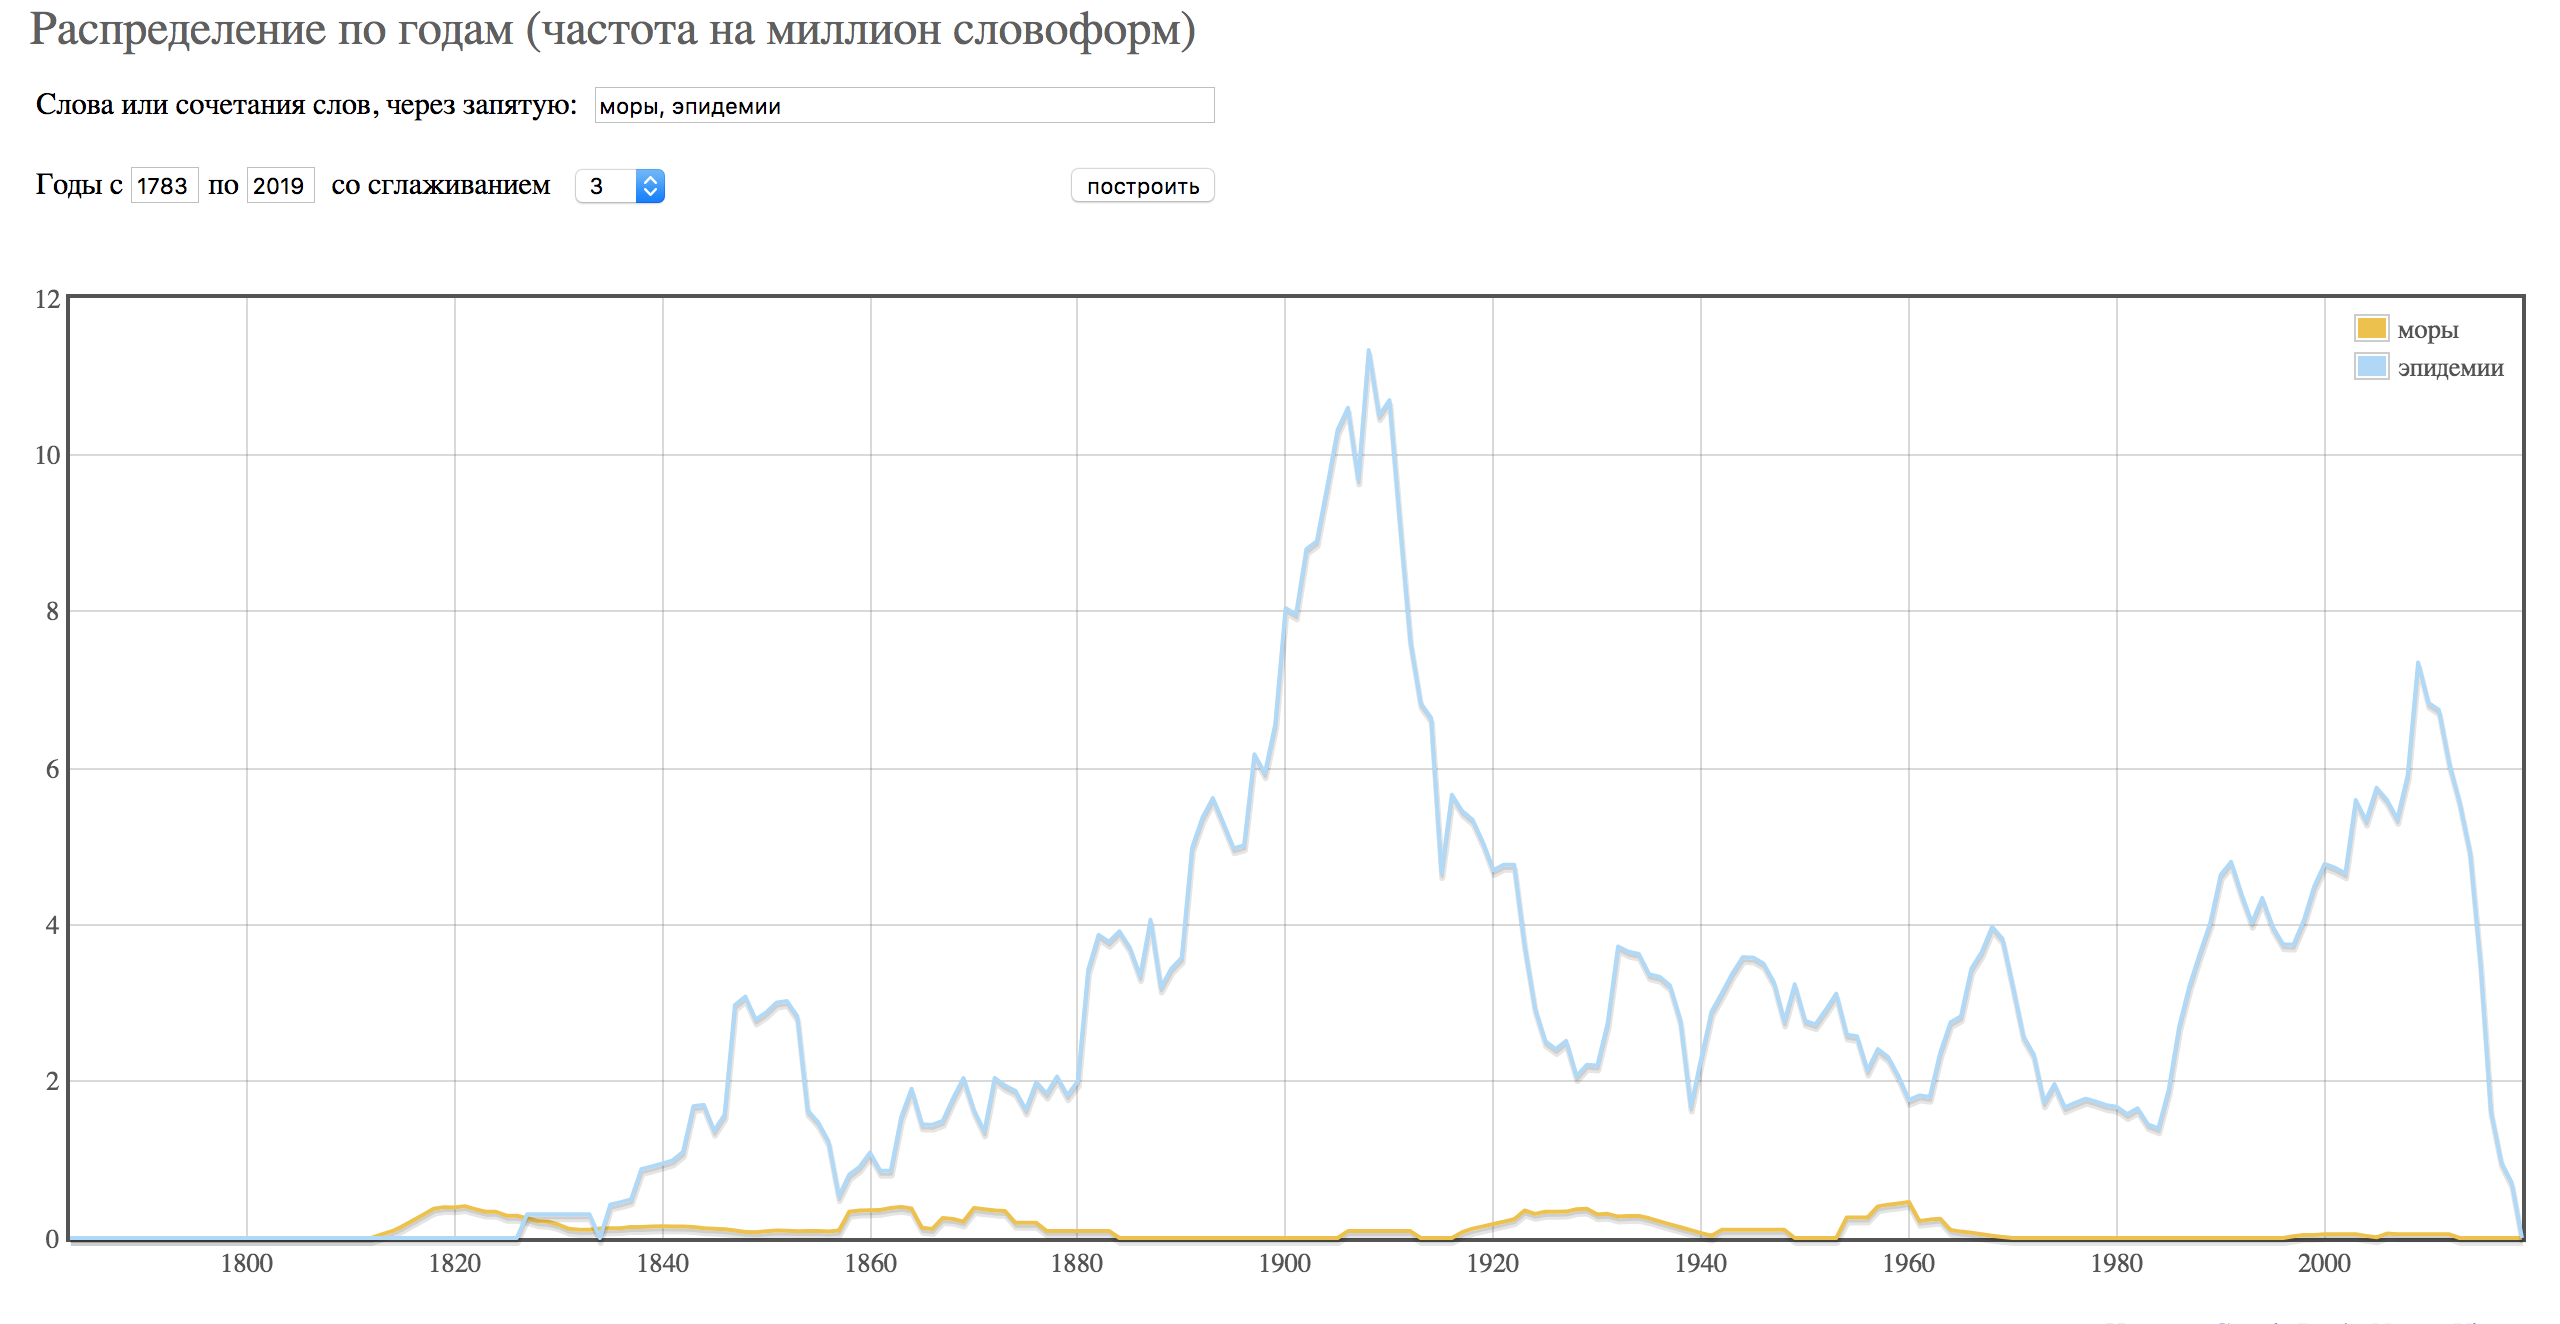 Распределение по годам (частота на миллион словоформ)
Слова или сочетания слов, через запятую: моры, эпидемии
Годы с 1783 по 2019 со сглаживанием 3 построить
12
моры
эпидемии
10
8
6
4
2
0
1800 1820 1840 1860 1880 1900 1920 1940 1960 1980 2000